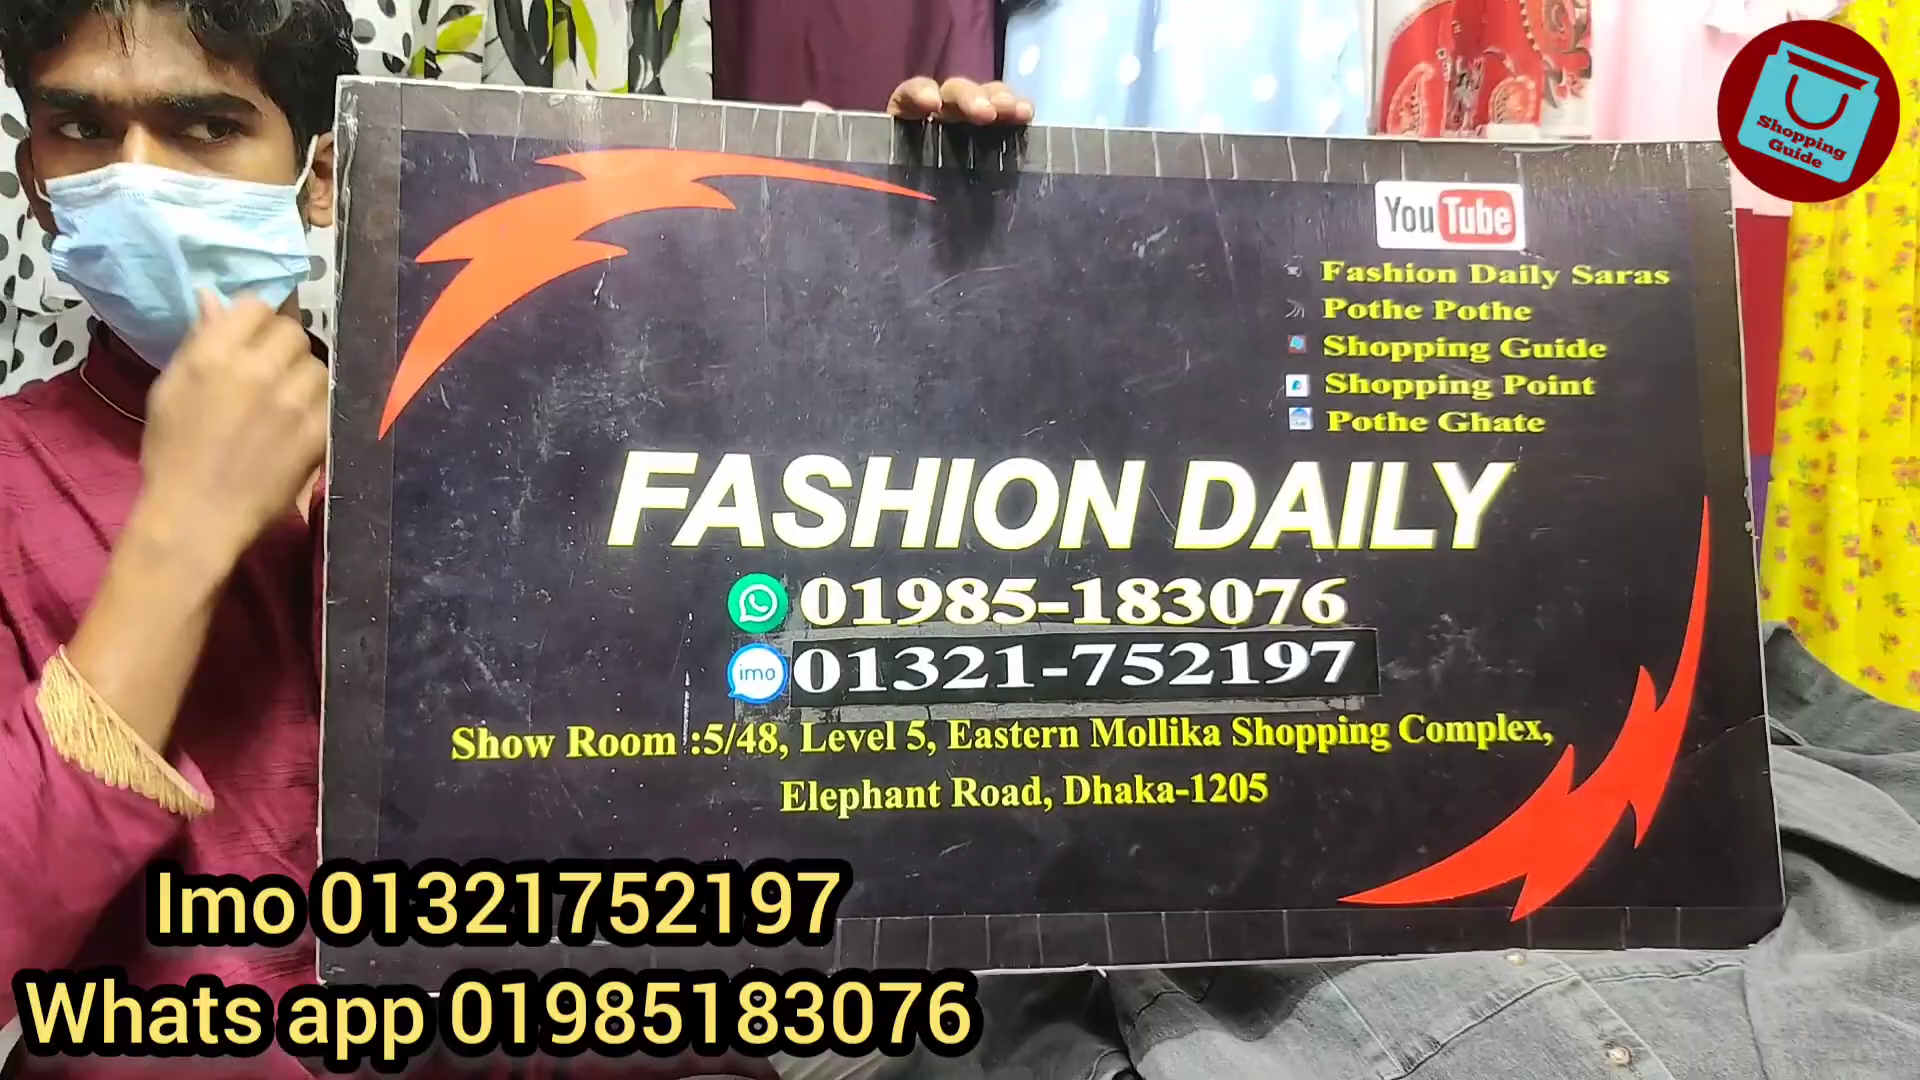 Shopping
Guide
YouTube
Fashion Daily Saras
Pothe Pothe
Shopping Guide
Shopping Point
Pothe Ghate
FASHION DAILY
01985-183076
imo 01321-752197
Show Room :5/48, Level 5, Eastern Mollika Shopping Complex,
Elephant Road, Dhaka-1205
Imo 01321752197
Whats app 01985183076